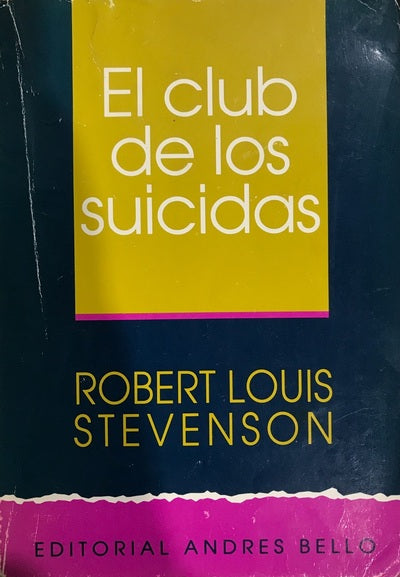 El club
de los
suicidas
ROBERT LOUIS
STEVENSON
EDITORIAL ANDRES BELLO